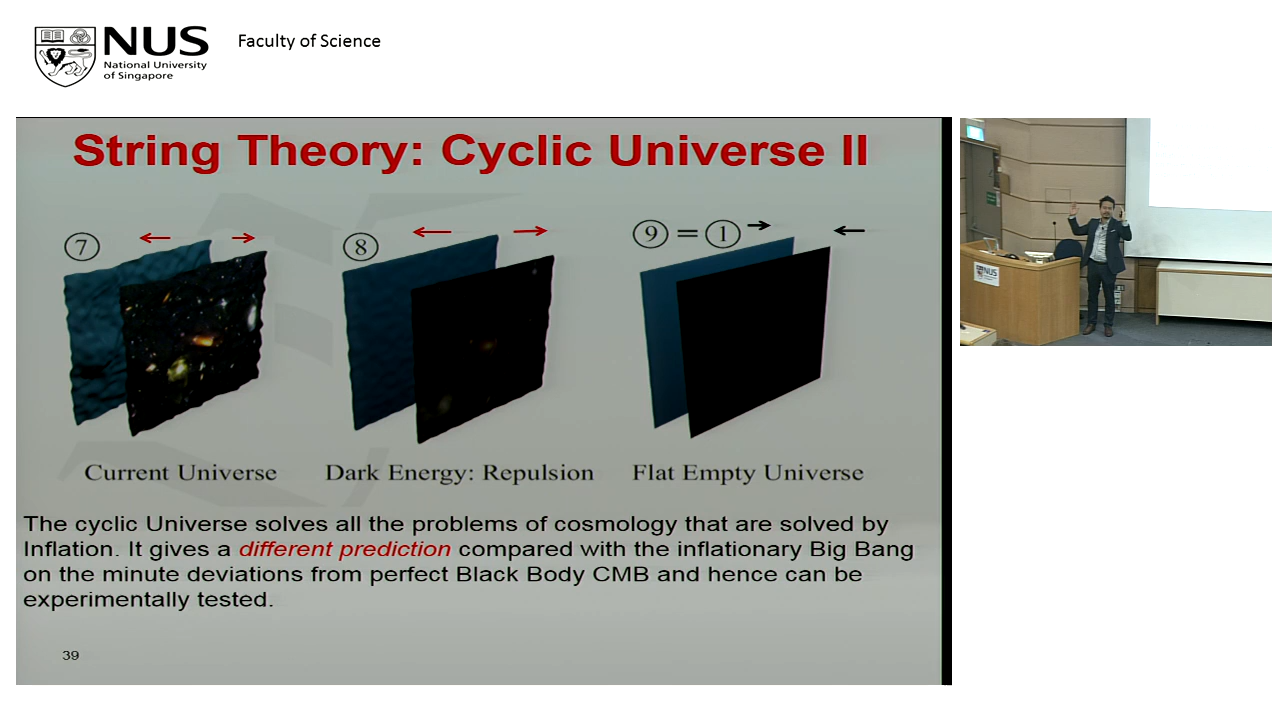 NUS
National University
of Singapore
Faculty of Science
String Theory: Cyclic Universe II
7
8
9 = 1
Current Universe
Dark Energy: Repulsion
Flat Empty Universe
The cyclic Universe solves all the problems of cosmology that are solved by
Inflation. It gives a different prediction compared with the inflationary Big Bang
on the minute deviations from perfect Black Body CMB and hence can be
experimentally tested.
39
NUS